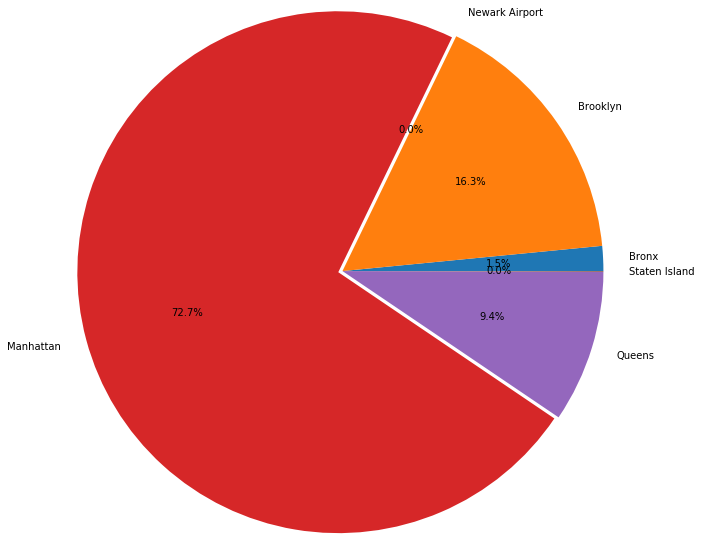 Newark Airport
Brooklyn
0.0%
16.3%
Bronx
1.5%
Staten Island
0.0%
72.7%
9.4%
Manhattan
Queens